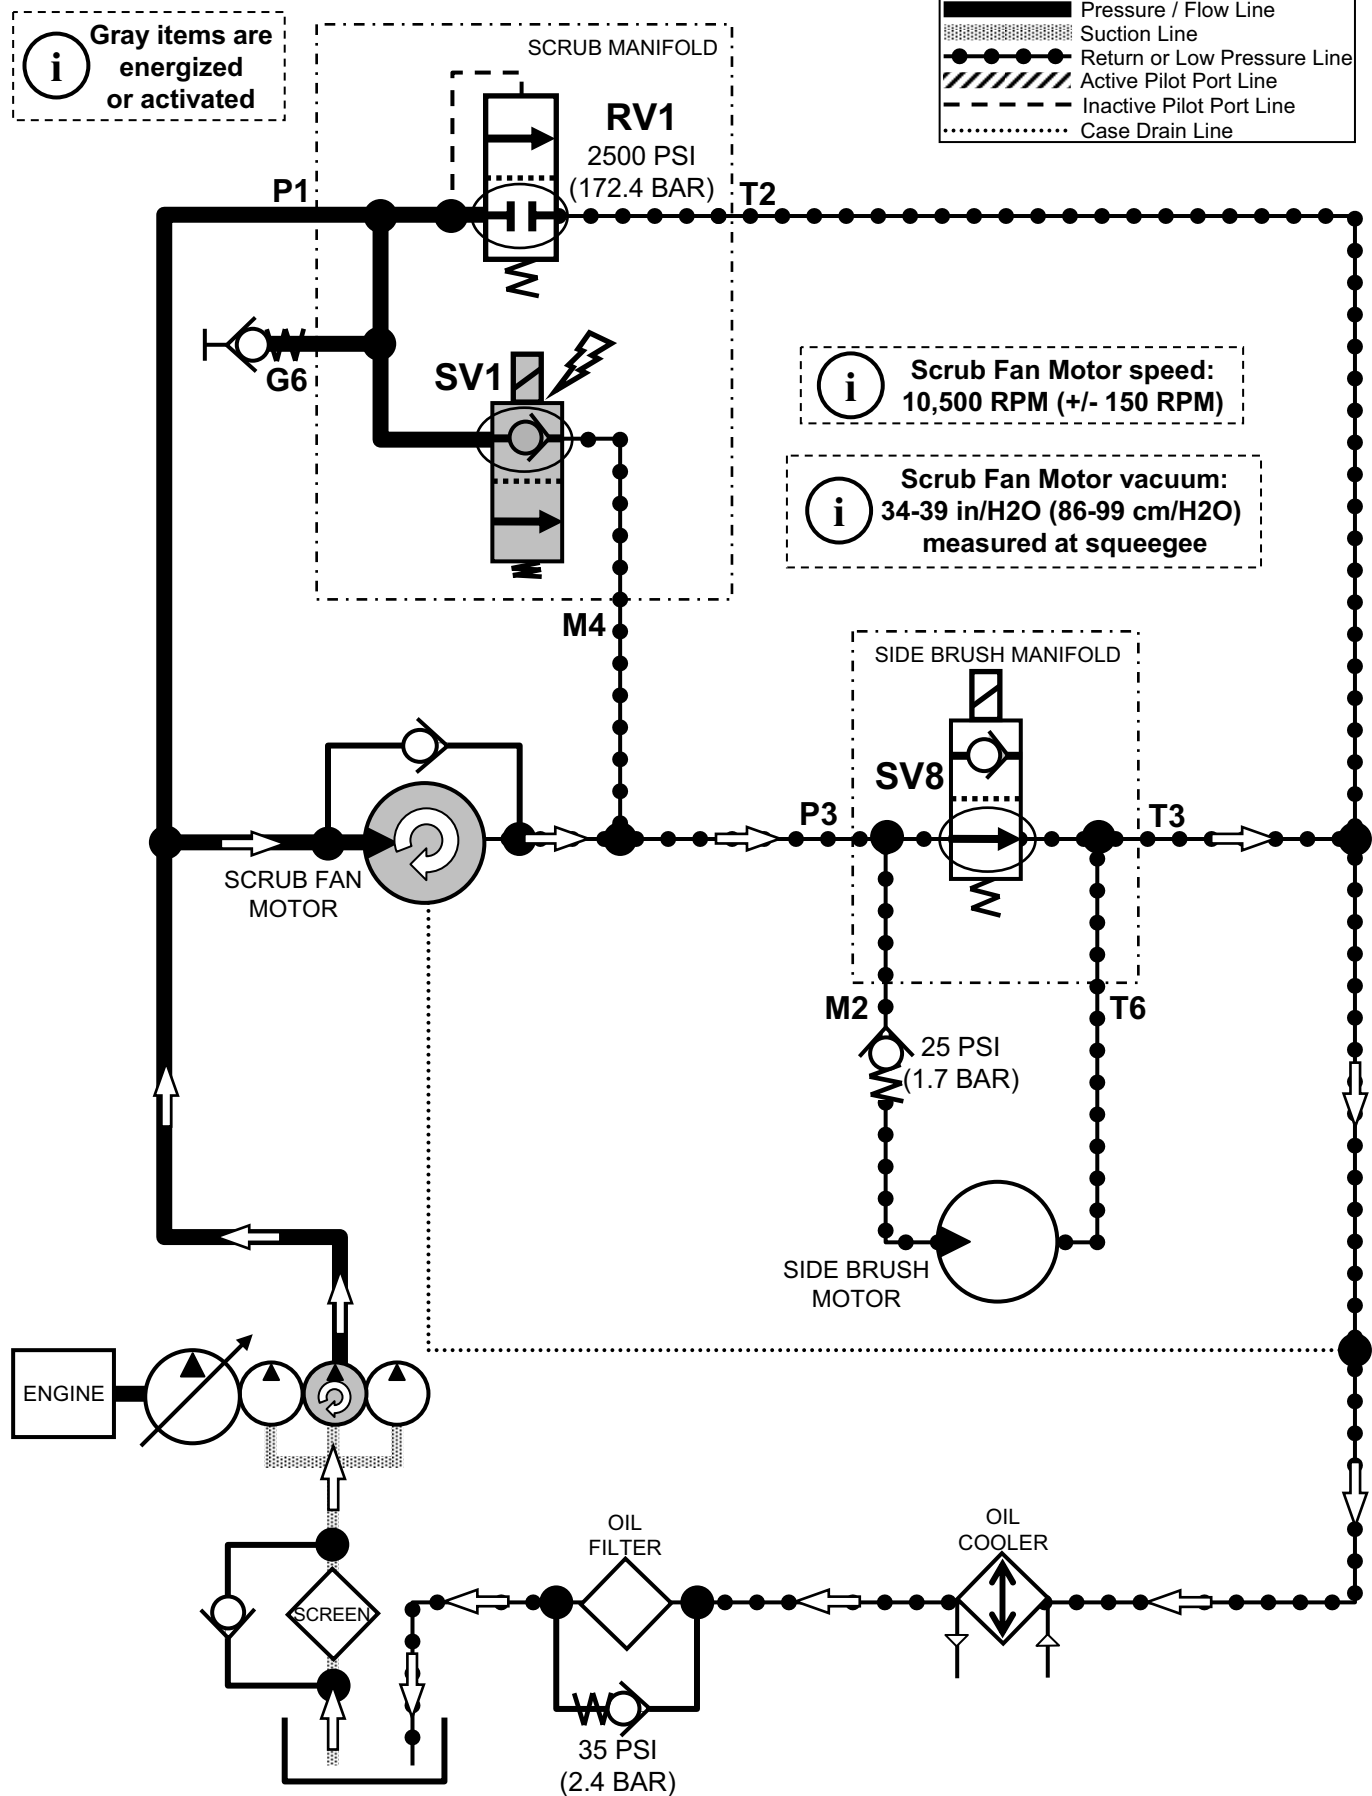 i
Gray items are
energized
or activated
SCRUB MANIFOLD
Pressure / Flow Line
Suction Line
Return or Low Pressure Line
Active Pilot Port Line
Inactive Pilot Port Line
Case Drain Line
RV1
2500 PSI
(172.4 BAR)
P1
T2
G6
SV1
i
Scrub Fan Motor speed:
10,500 RPM (+/- 150 RPM)
i
Scrub Fan Motor vacuum:
34-39 in/H2O (86-99 cm/H2O)
measured at squeegee
M4
SIDE BRUSH MANIFOLD
SV8
P3
T3
SCRUB FAN
MOTOR
M2
T6
25 PSI
(1.7 BAR)
SIDE BRUSH
MOTOR
ENGINE
OIL
FILTER
OIL
COOLER
SCREEN
35 PSI
(2.4 BAR)